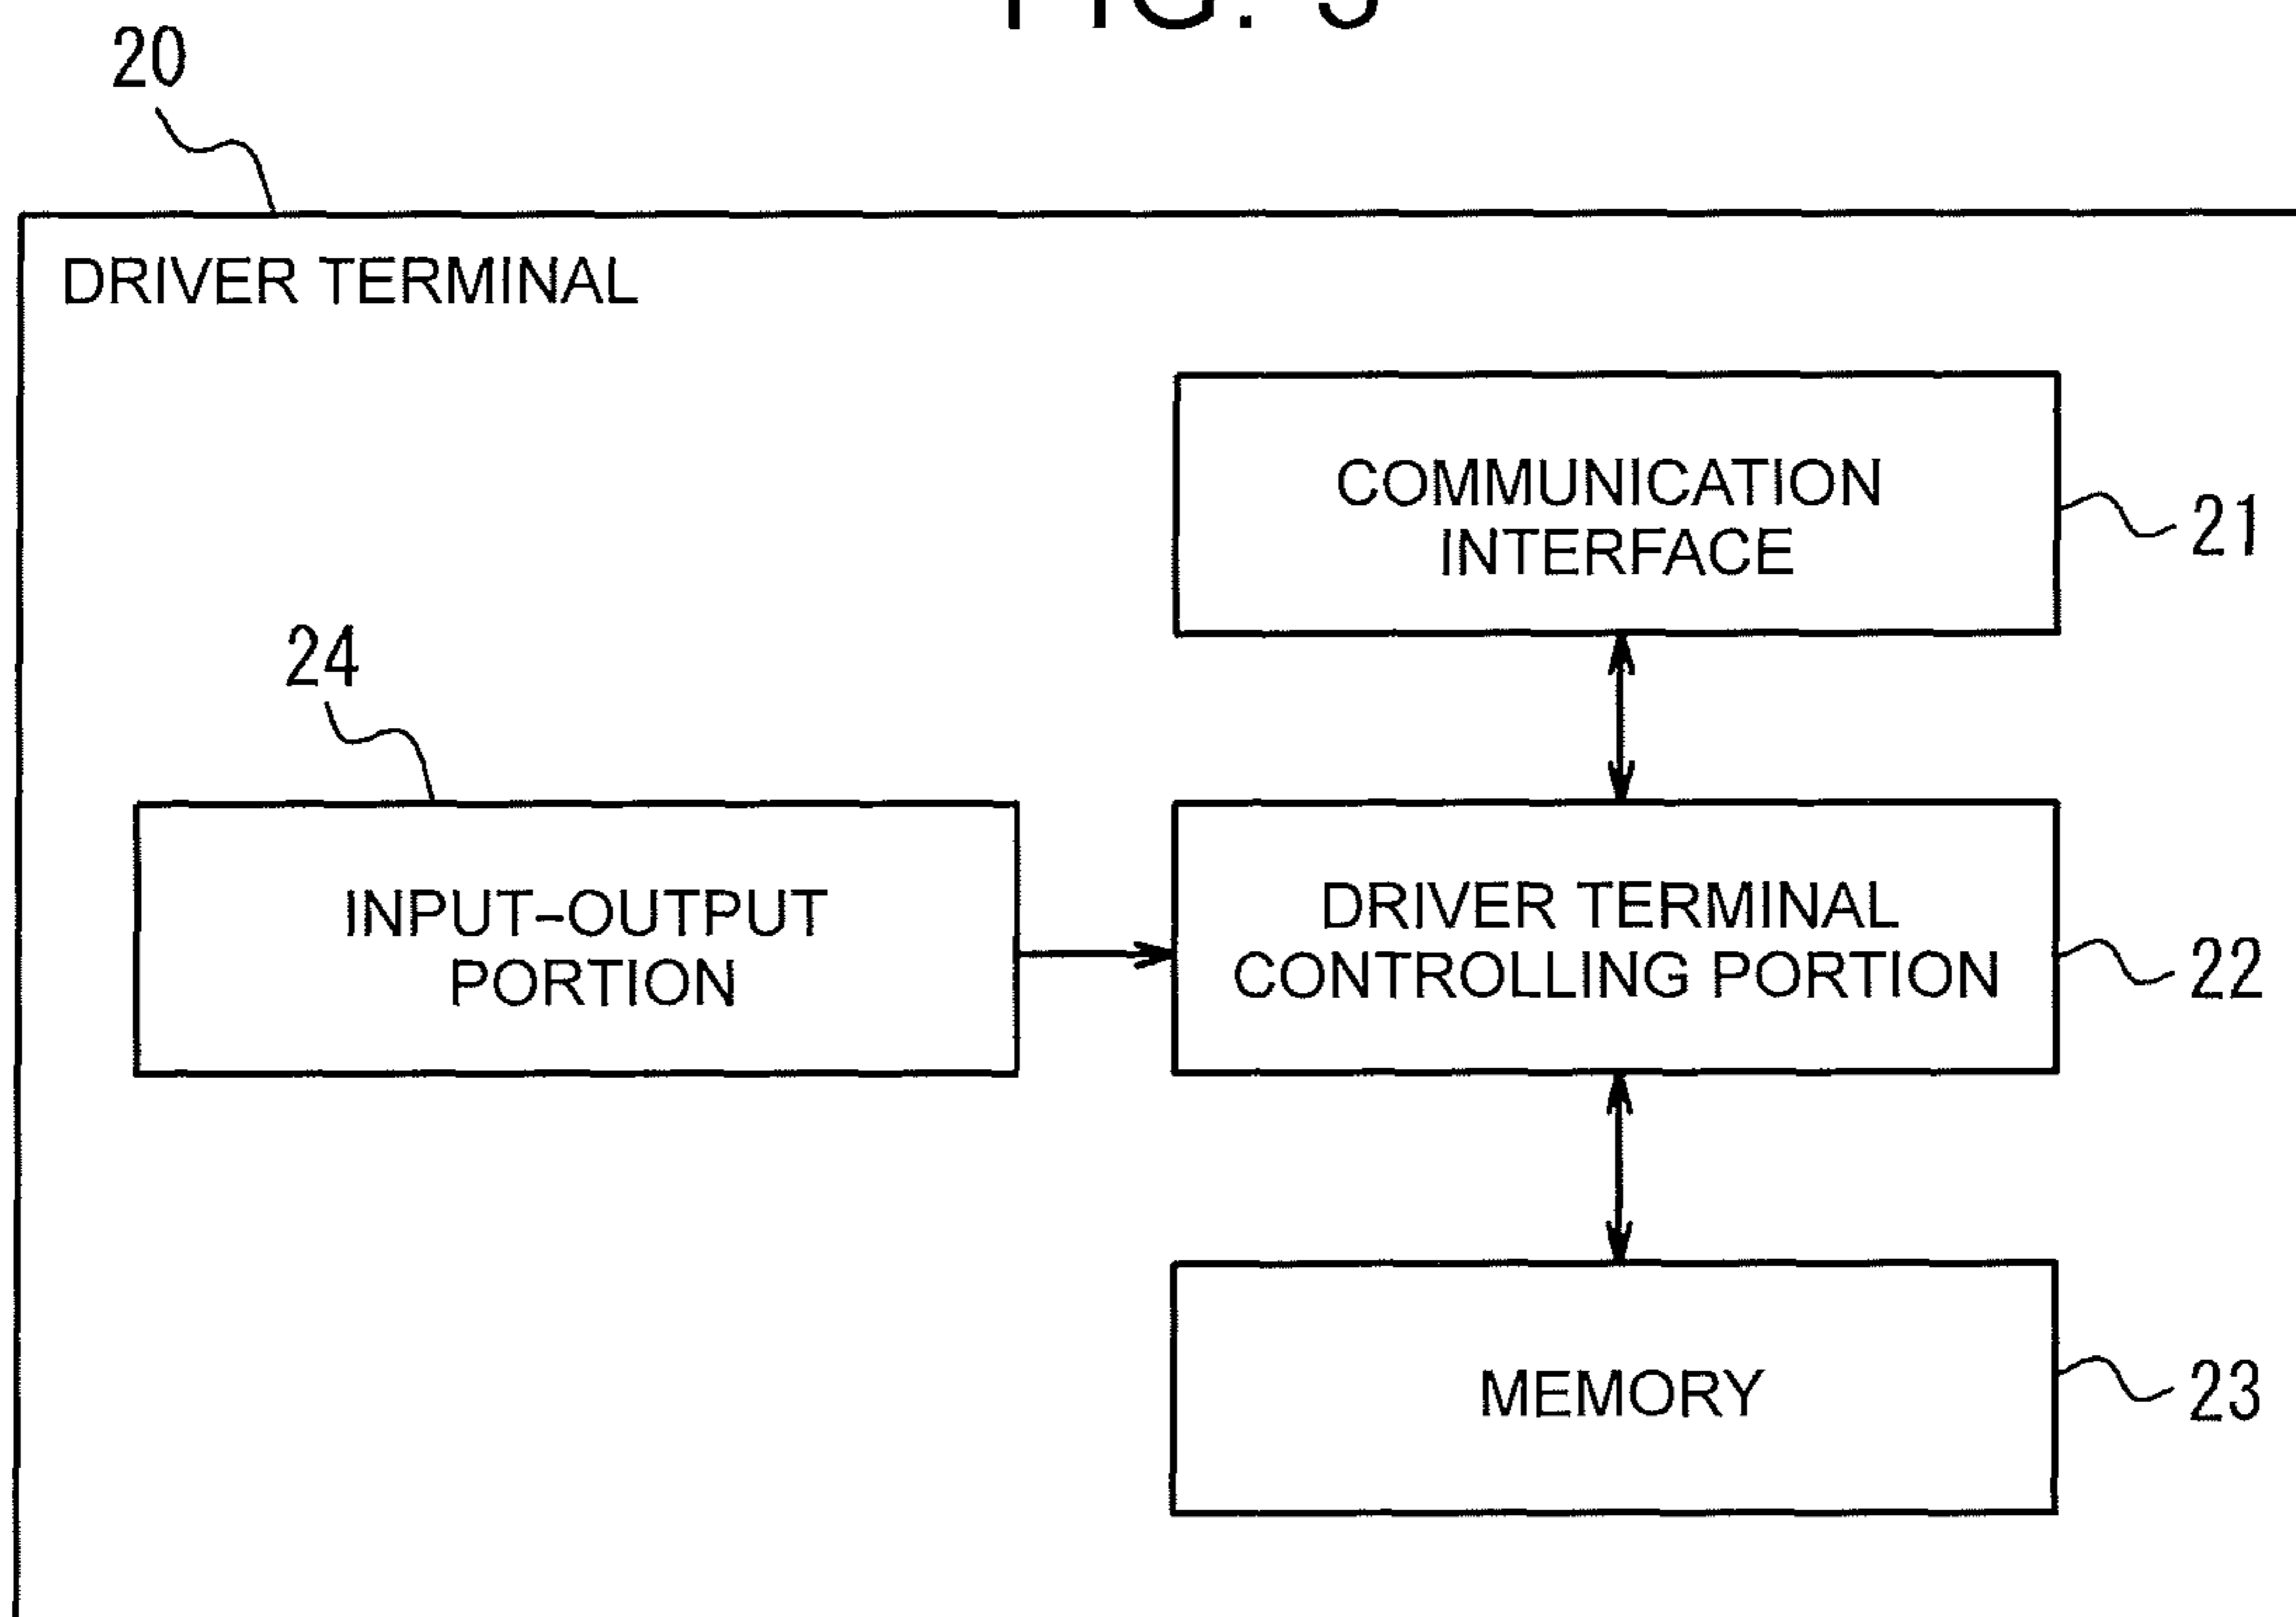 20
DRIVER TERMINAL
COMMUNICATION
INTERFACE
21
24
INPUT-OUTPUT
PORTION
DRIVER TERMINAL
CONTROLLING PORTION
22
MEMORY
23